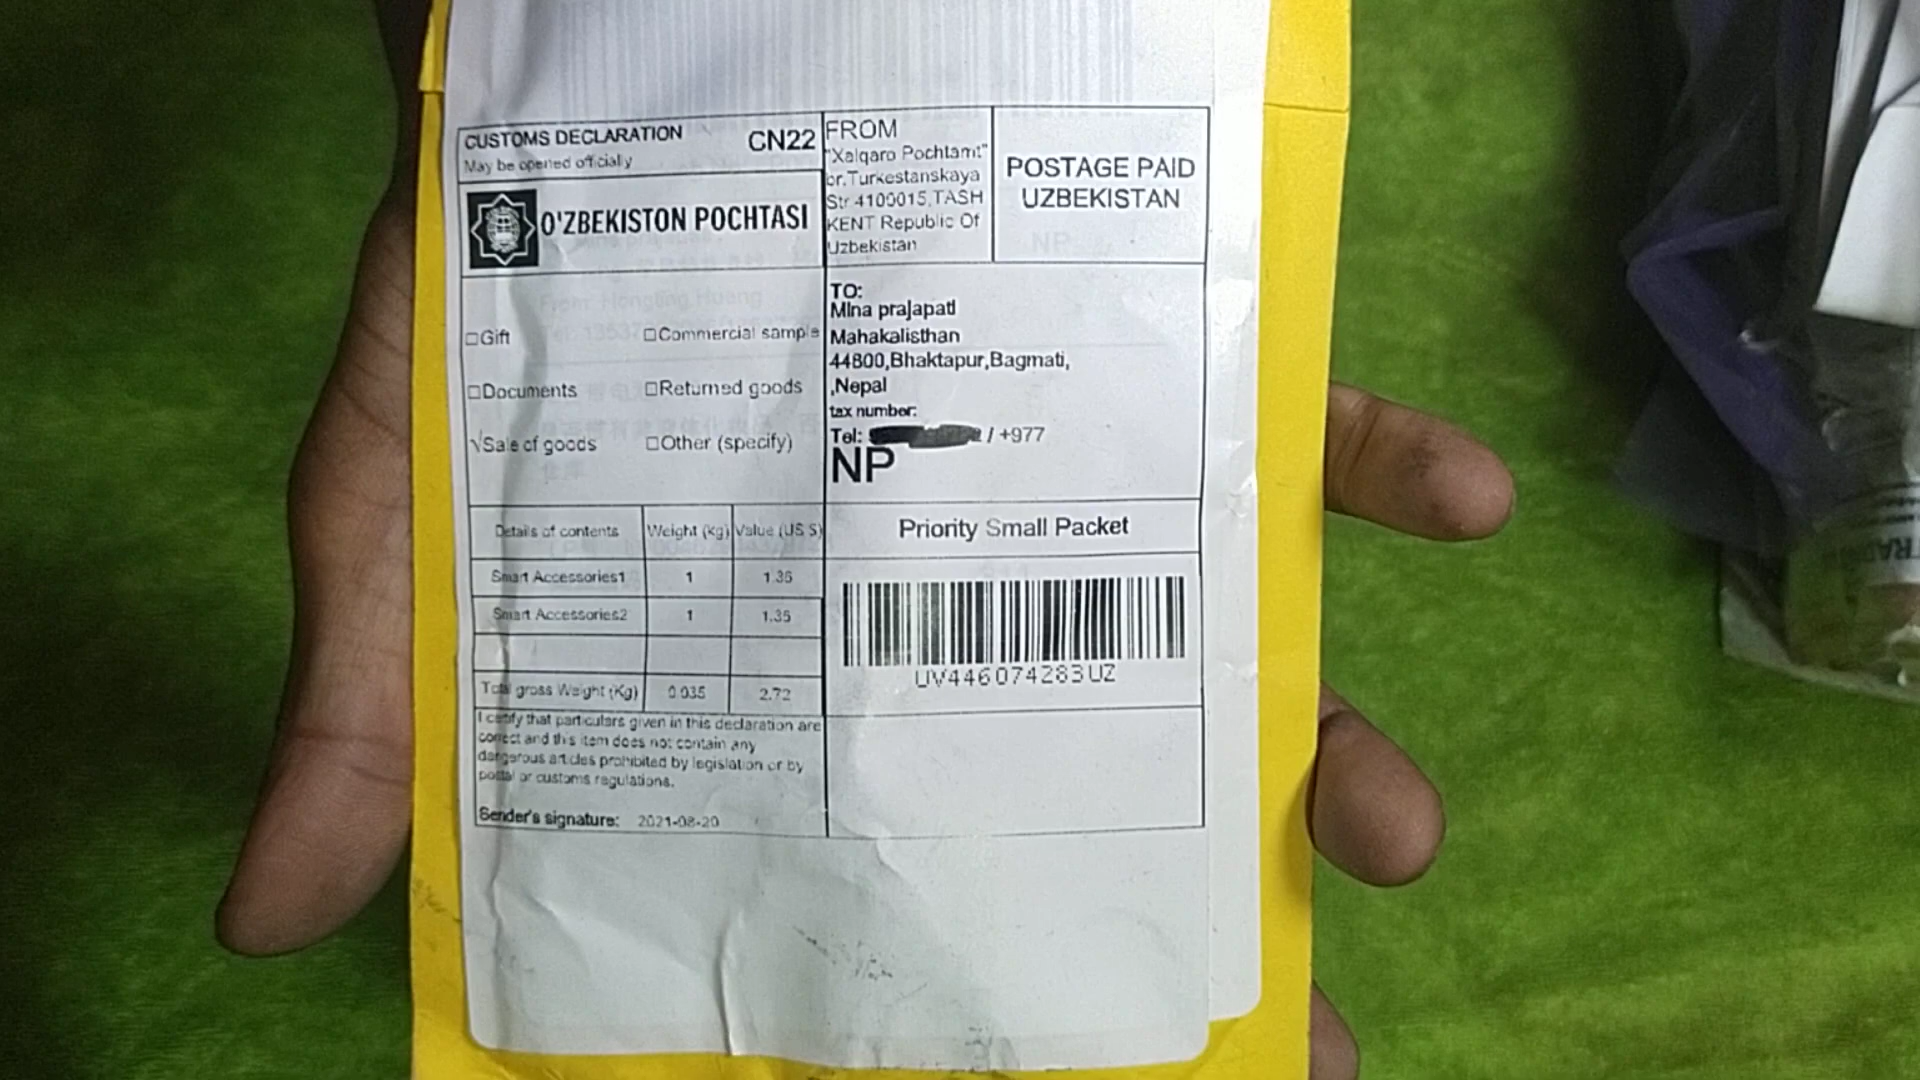 CUSTOMS DECLARATION CN22
May be opened officially
O'ZBEKISTON POCHTASI
FROM
"Xalqaro Pochtamt"
br.Turkestanskaya
Str 4100015,TASH
KENT Republic Of
Uzbekistan
POSTAGE PAID
UZBEKISTAN
NP
From: Hongling Huang
□Gift □Commercial sample
□Documents □Returned goods
√Sale of goods □Other (specify)
TO:
Mina prajapati
Mahakalisthan
44800,Bhaktapur,Bagmati,
,Nepal
tax number:
Tel: / +977
NP
Details of contents Weight (kg) Value (US $)
Smart Accessories1 1 1.36
Smart Accessories2 1 1.35
Total gross Weight (Kg) 0.035 2.72
I certify that particulars given in this declaration are
correct and this item does not contain any
dangerous articles prohibited by legislation or by
postal or customs regulations.
Sender's signature: 2021-08-20
Priority Small Packet
UV446074283UZ